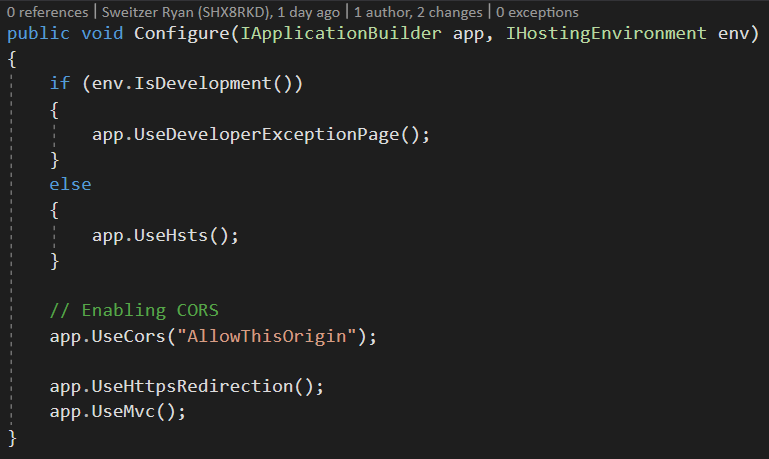 0 references | Sweitzer Ryan (SHX8RKD), 1 day ago | 1 author, 2 changes | 0 exceptions
public void Configure(IApplicationBuilder app, IHostingEnvironment env)
{
    if (env.IsDevelopment())
    {
        app.UseDeveloperExceptionPage();
    }
    else
    {
        app.UseHsts();
    }

    // Enabling CORS
    app.UseCors("AllowThisOrigin");

    app.UseHttpsRedirection();
    app.UseMvc();
}